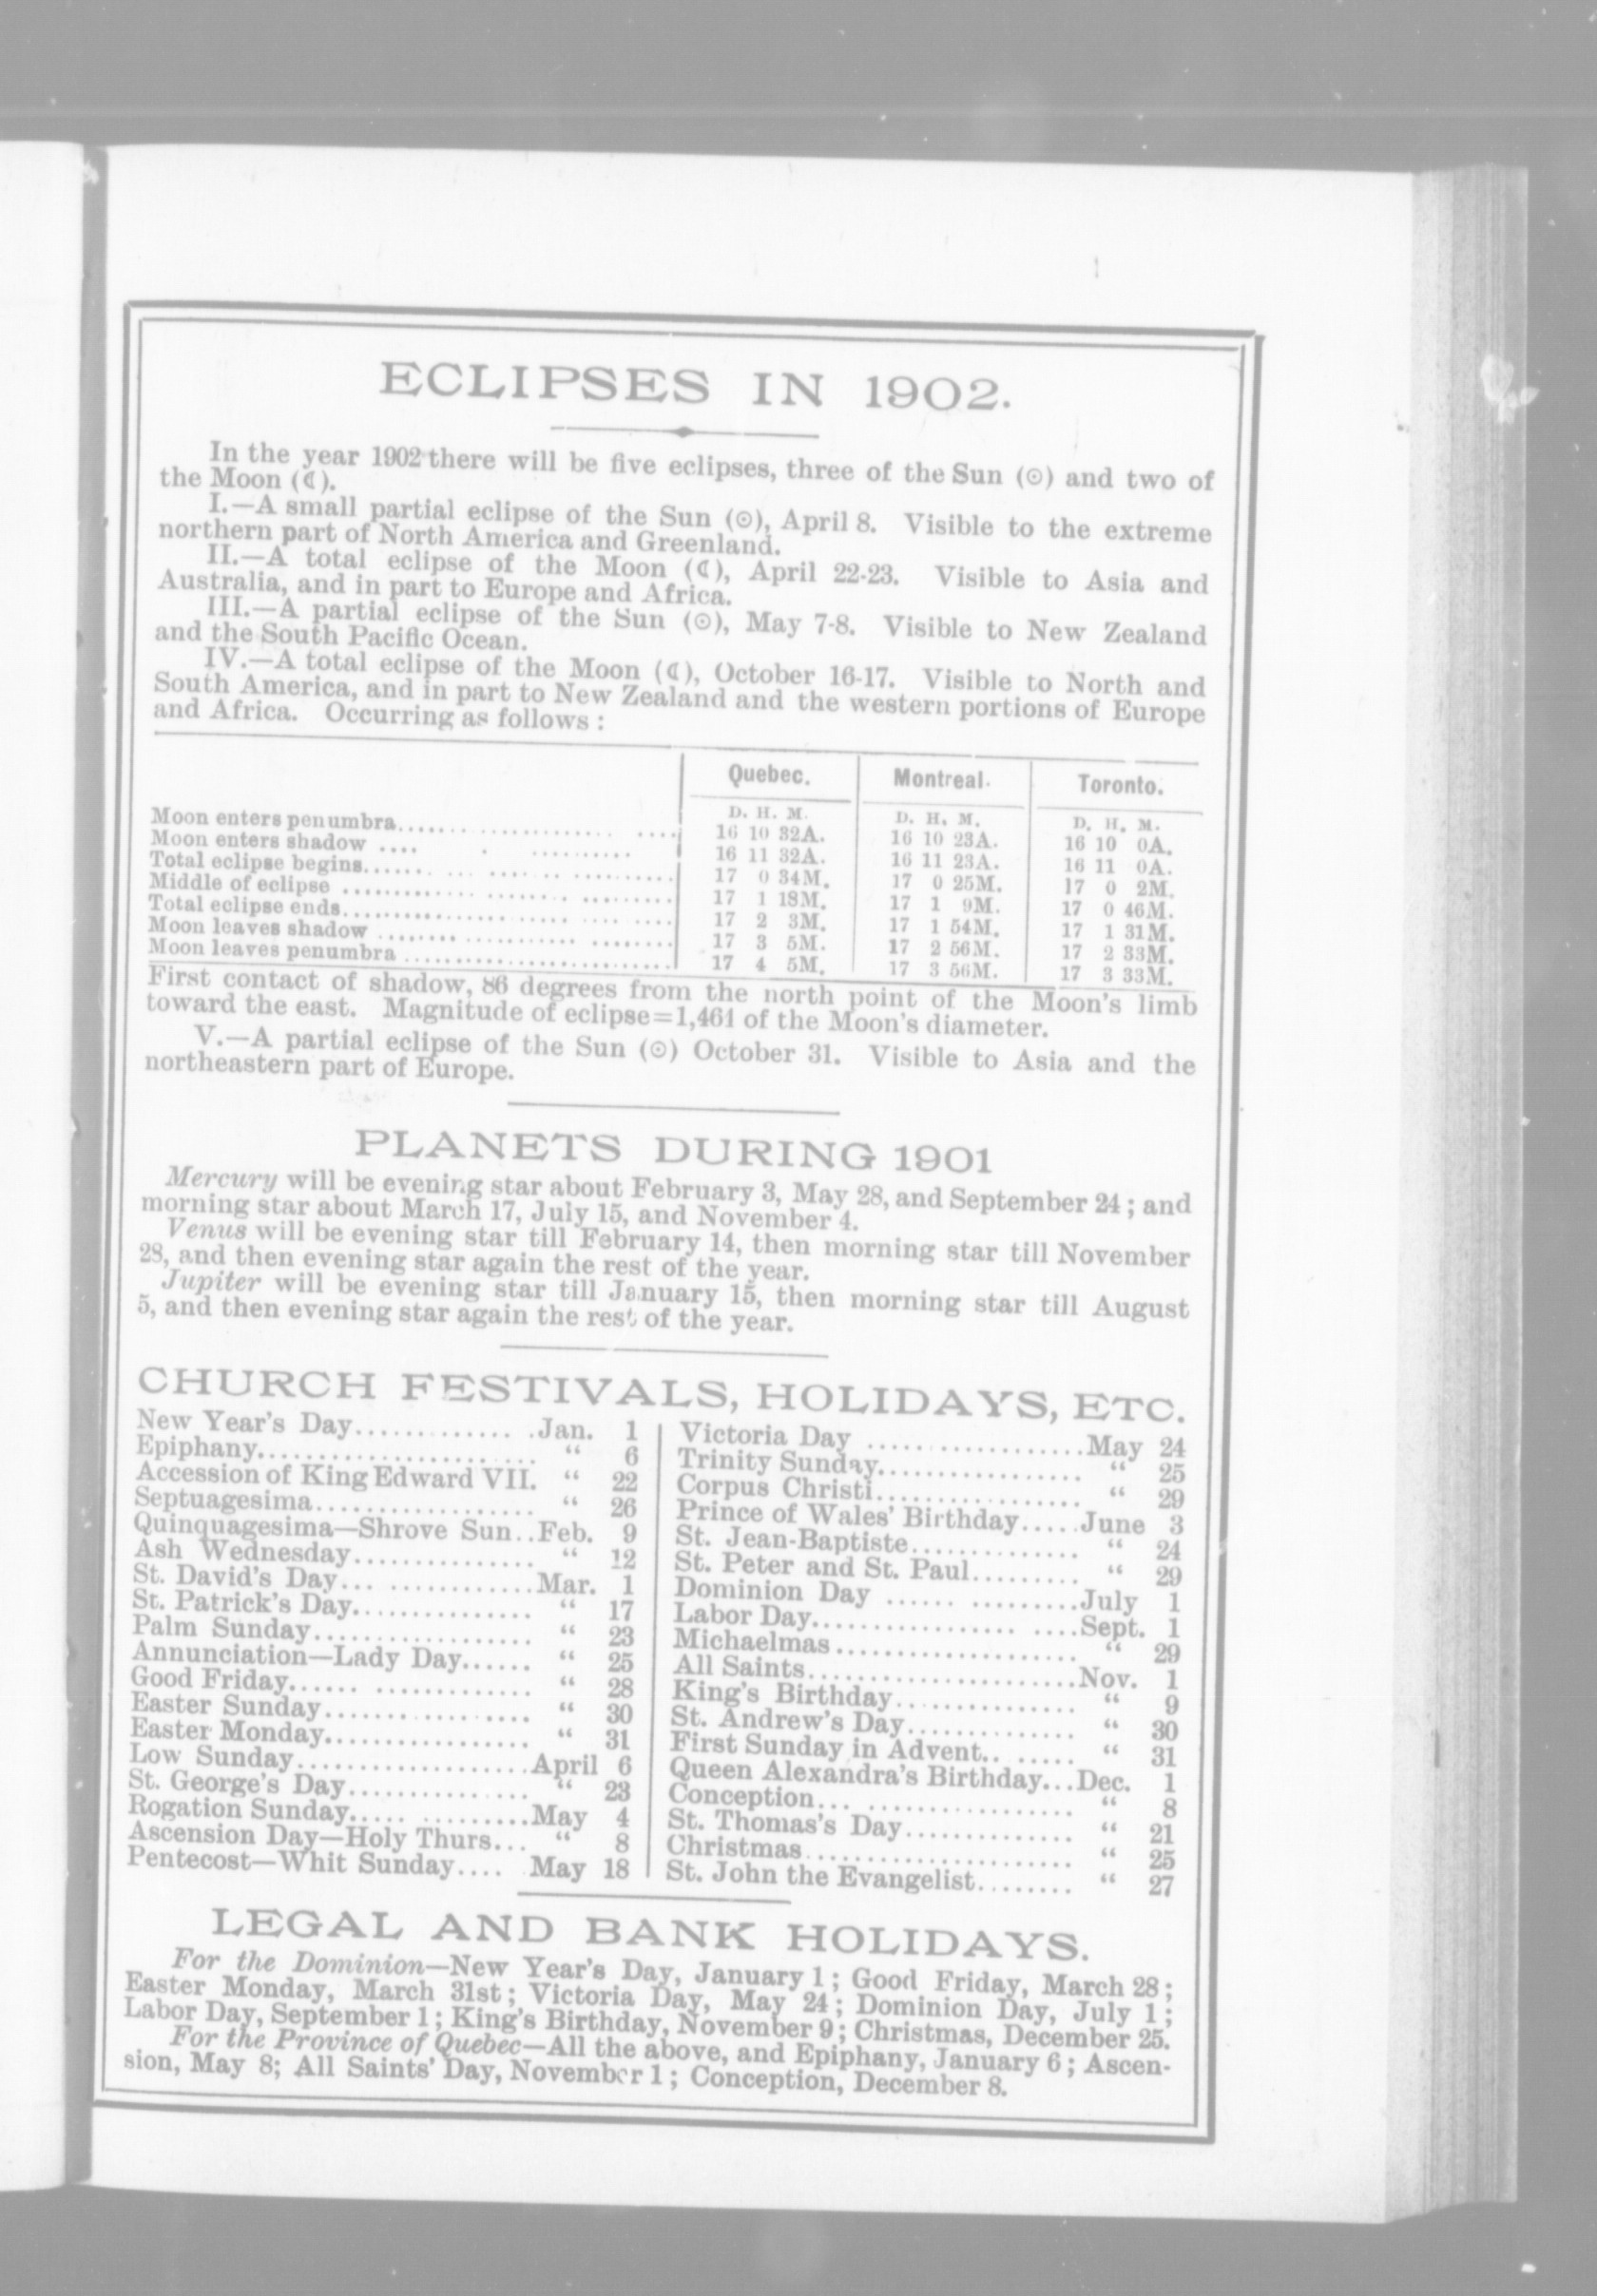 ECLIPSES IN 1902.
In the year 1902 there will be five eclipses, three of the Sun (☉) and two of
the Moon (☾).
I.—A small partial eclipse of the Sun (☉), April 8. Visible to the extreme
northern part of North America and Greenland.
II.—A total eclipse of the Moon (☾), April 22-23. Visible to Asia and
Australia, and in part to Europe and Africa.
III.—A partial eclipse of the Sun (☉), May 7-8. Visible to New Zealand
and the South Pacific Ocean.
IV.—A total eclipse of the Moon (☾), October 16-17. Visible to North and
South America, and in part to New Zealand and the western portions of Europe
and Africa. Occurring as follows :
Quebec. Montreal. Toronto.
D. H. M. D. H. M. D. H. M.
Moon enters penumbra.... 16 10 32A. 16 10 23A. 16 10 0A.
Moon enters shadow .... 16 11 32A. 16 11 23A. 16 11 0A.
Total eclipse begins.... 17 0 34M. 17 0 25M. 17 0 2M.
Middle of eclipse .... 17 1 18M. 17 1 9M. 17 0 46M.
Total eclipse ends.... 17 2 3M. 17 1 54M. 17 1 31M.
Moon leaves shadow .... 17 3 5M. 17 2 56M. 17 2 33M.
Moon leaves penumbra .... 17 4 5M. 17 3 56M. 17 3 33M.
First contact of shadow, 86 degrees from the north point of the Moon's limb
toward the east. Magnitude of eclipse=1,461 of the Moon's diameter.
V.—A partial eclipse of the Sun (☉) October 31. Visible to Asia and the
northeastern part of Europe.
PLANETS DURING 1901
Mercury will be evening star about February 3, May 28, and September 24 ; and
morning star about March 17, July 15, and November 4.
Venus will be evening star till February 14, then morning star till November
28, and then evening star again the rest of the year.
Jupiter will be evening star till January 15, then morning star till August
5, and then evening star again the rest of the year.
CHURCH FESTIVALS, HOLIDAYS, ETC.
New Year's Day.... Jan. 1
Epiphany.... " 6
Accession of King Edward VII. " 22
Septuagesima.... " 26
Quinquagesima—Shrove Sun..Feb. 9
Ash Wednesday.... " 12
St. David's Day.... Mar. 1
St. Patrick's Day.... " 17
Palm Sunday.... " 23
Annunciation—Lady Day.... " 25
Good Friday.... " 28
Easter Sunday.... " 30
Easter Monday.... " 31
Low Sunday.... April 6
St. George's Day.... " 23
Rogation Sunday.... May 4
Ascension Day—Holy Thurs... " 8
Pentecost—Whit Sunday.... May 18
Victoria Day .... May 24
Trinity Sunday.... " 25
Corpus Christi.... " 29
Prince of Wales' Birthday.....June 3
St. Jean-Baptiste.... " 24
St. Peter and St. Paul.... " 29
Dominion Day .... July 1
Labor Day.... Sept. 1
Michaelmas.... " 29
All Saints.... Nov. 1
King's Birthday.... " 9
St. Andrew's Day.... " 30
First Sunday in Advent.. .... " 31
Queen Alexandra's Birthday...Dec. 1
Conception.... " 8
St. Thomas's Day.... " 21
Christmas.... " 25
St. John the Evangelist.... " 27
LEGAL AND BANK HOLIDAYS.
For the Dominion—New Year's Day, January 1 ; Good Friday, March 28 ;
Easter Monday, March 31st ; Victoria Day, May 24 ; Dominion Day, July 1 ;
Labor Day, September 1 ; King's Birthday, November 9 ; Christmas, December 25.
For the Province of Quebec—All the above, and Epiphany, January 6 ; Ascen-
sion, May 8; All Saints' Day, November 1 ; Conception, December 8.